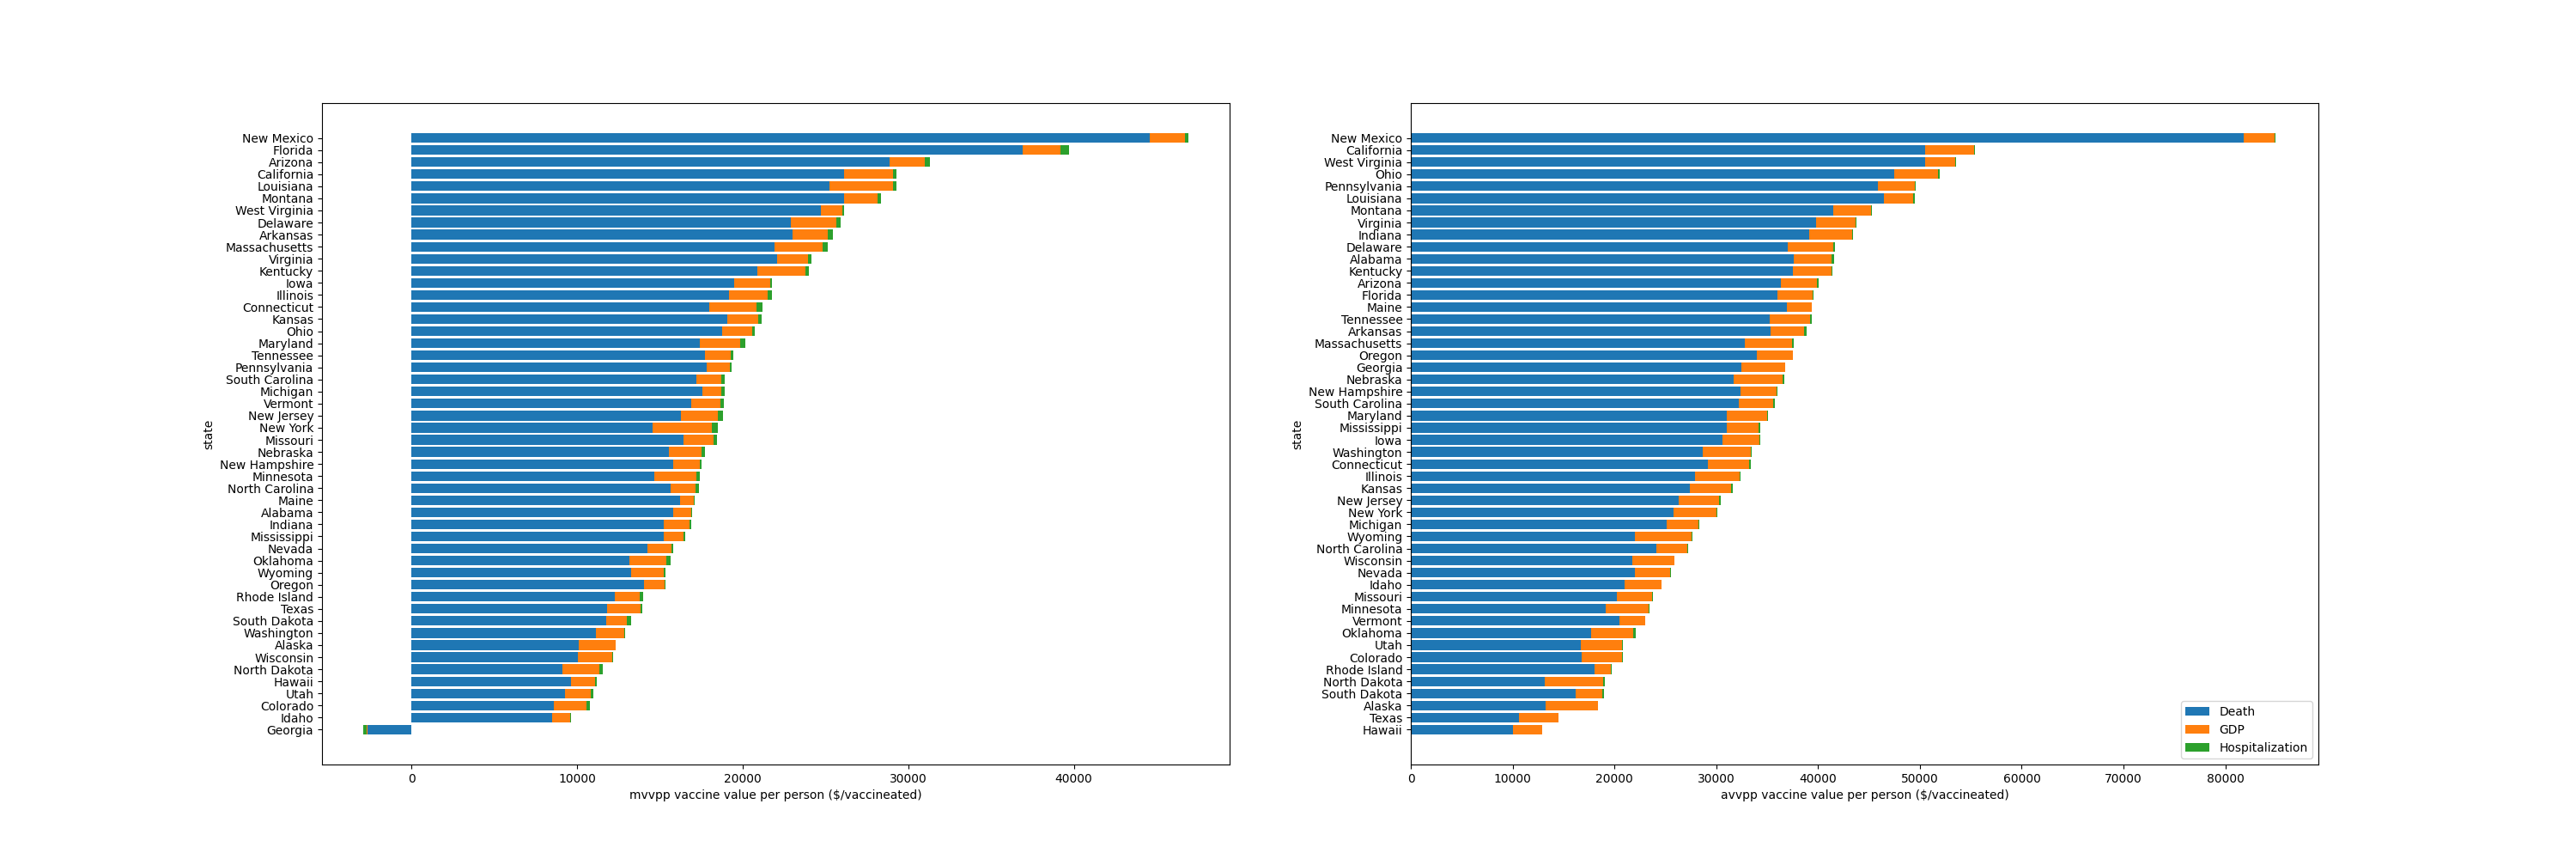 New Mexico
Florida
Arizona
California
Louisiana
Montana
West Virginia
Delaware
Arkansas
Massachusetts
Virginia
Kentucky
Iowa
Illinois
Connecticut
Kansas
Ohio
Maryland
Tennessee
Pennsylvania
South Carolina
Michigan
Vermont
New Jersey
New York
Missouri
Nebraska
New Hampshire
Minnesota
North Carolina
Maine
Alabama
Indiana
Mississippi
Nevada
Oklahoma
Wyoming
Oregon
Rhode Island
Texas
South Dakota
Washington
Alaska
Wisconsin
North Dakota
Hawaii
Utah
Colorado
Idaho
Georgia
state
0 10000 20000 30000 40000
mvvpp vaccine value per person ($/vaccineated)
New Mexico
California
West Virginia
Ohio
Pennsylvania
Louisiana
Montana
Virginia
Indiana
Delaware
Alabama
Kentucky
Arizona
Florida
Maine
Tennessee
Arkansas
Massachusetts
Oregon
Georgia
Nebraska
New Hampshire
South Carolina
Maryland
Mississippi
Iowa
Washington
Connecticut
Illinois
Kansas
New Jersey
New York
Michigan
Wyoming
North Carolina
Wisconsin
Nevada
Idaho
Missouri
Minnesota
Vermont
Oklahoma
Utah
Colorado
Rhode Island
North Dakota
South Dakota
Alaska
Texas
Hawaii
state
0 10000 20000 30000 40000 50000 60000 70000 80000
avvpp vaccine value per person ($/vaccineated)
Death
GDP
Hospitalization